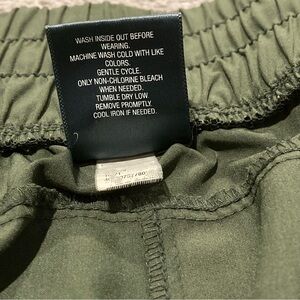 WASH INSIDE OUT BEFORE
WEARING.
MACHINE WASH COLD WITH LIKE
COLORS.
GENTLE CYCLE.
ONLY NON-CHLORINE BLEACH
WHEN NEEDED.
TUMBLE DRY LOW.
REMOVE PROMPTLY.
COOL IRON IF NEEDED.